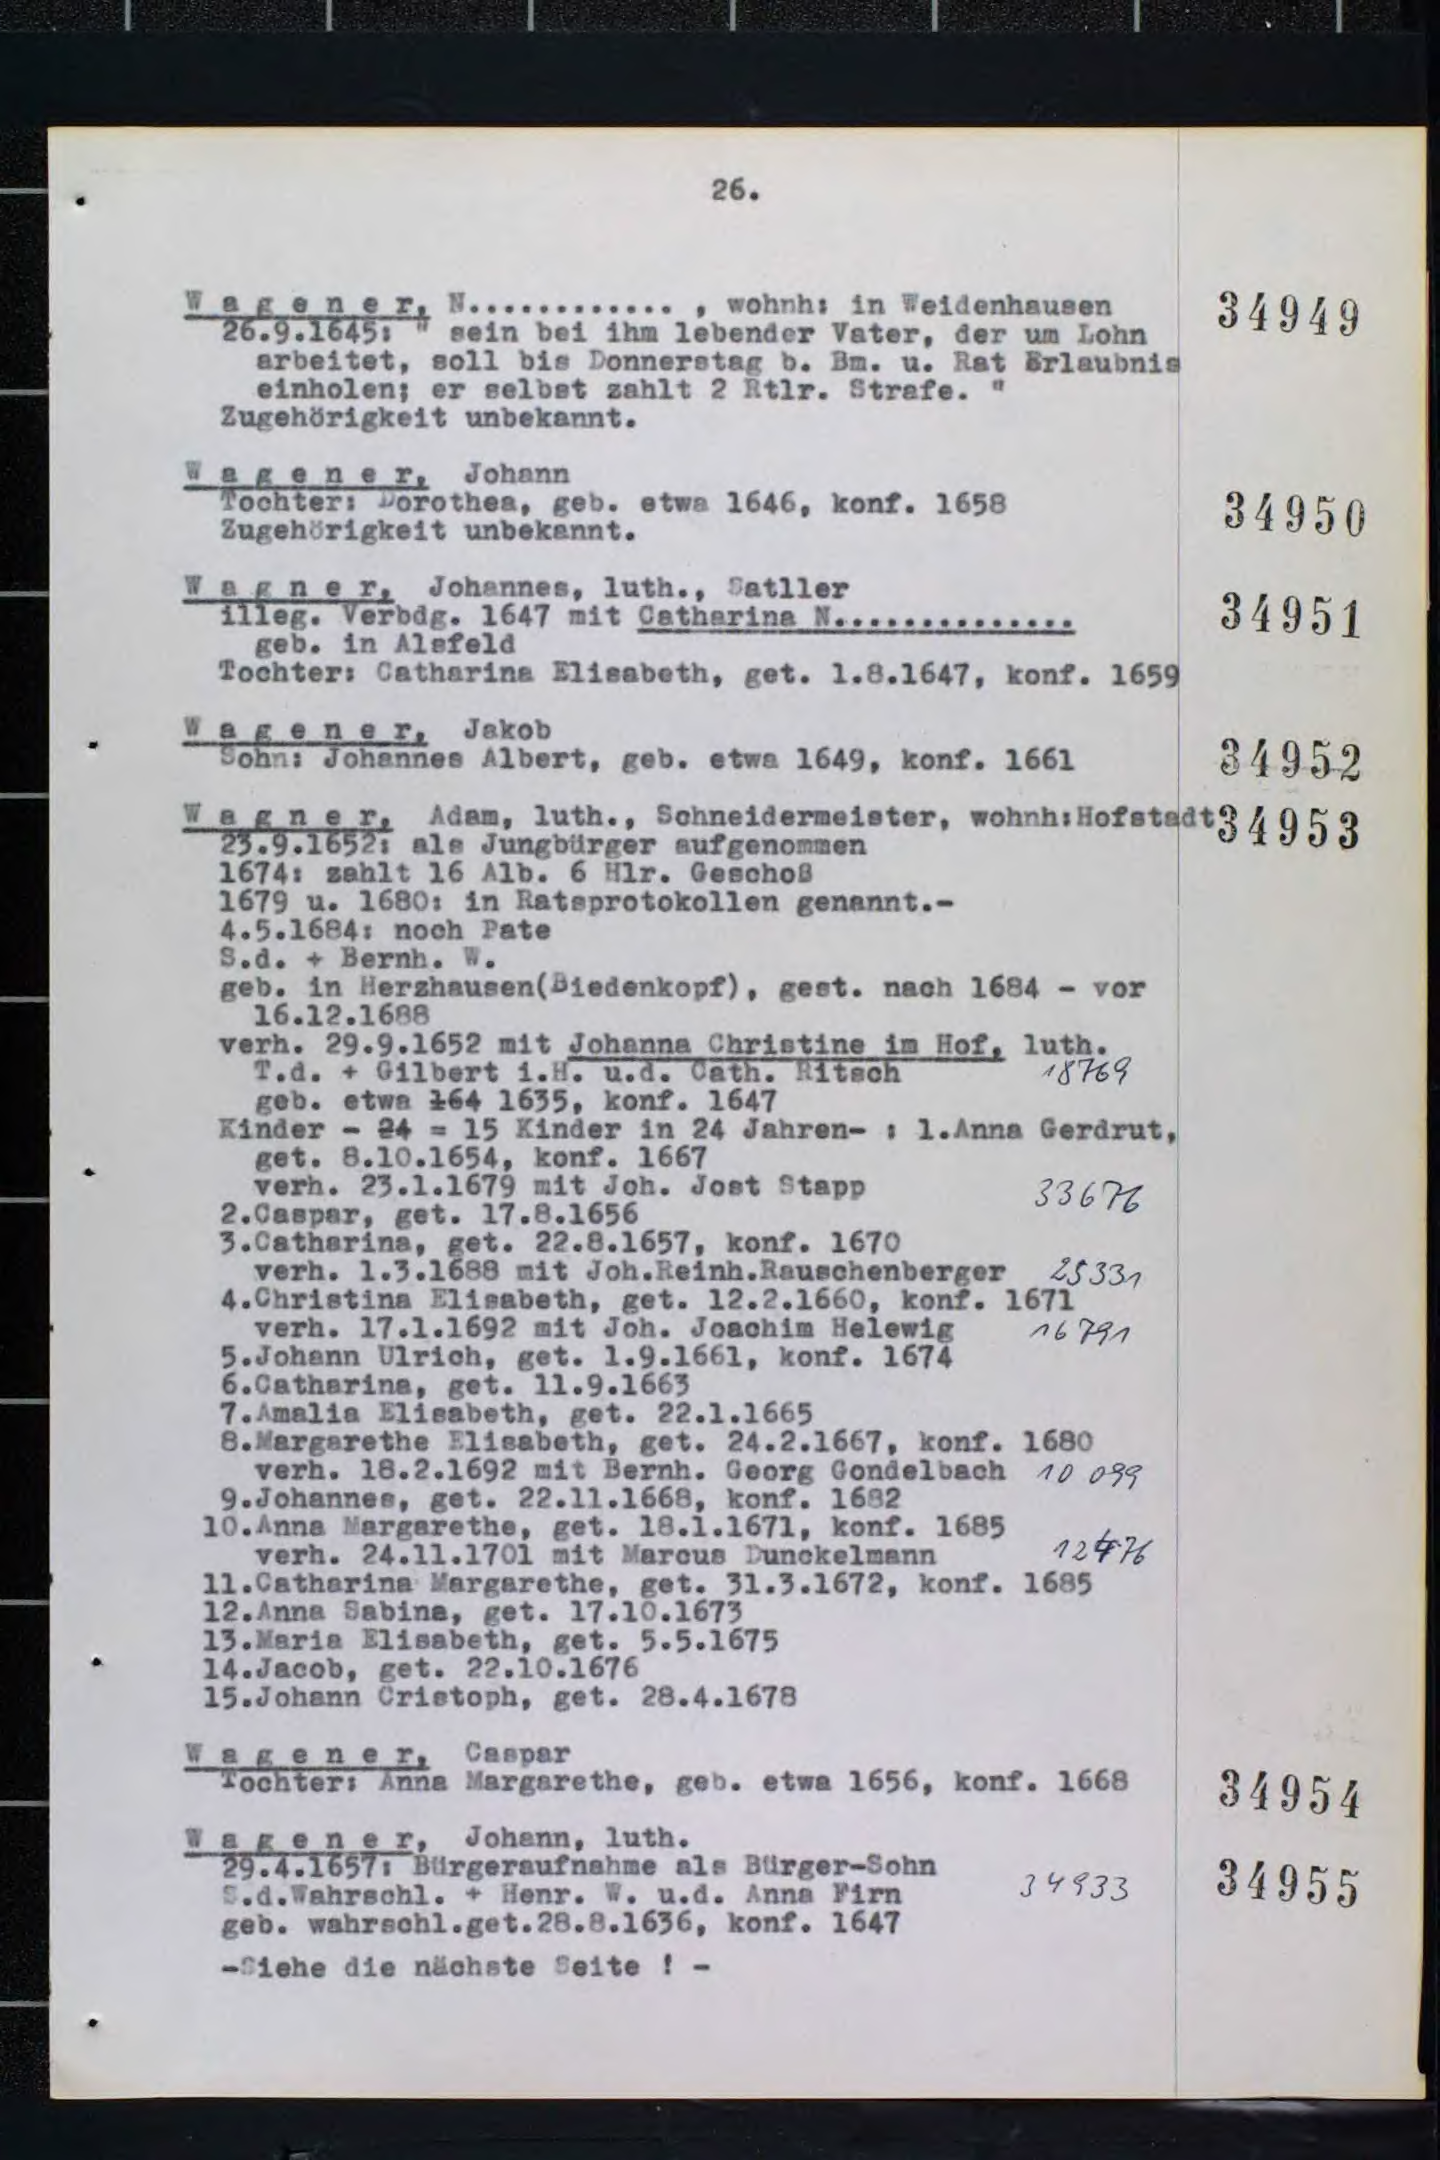 26.
W a g e n e r, N............. , wohnh: in Weidenhausen 34949
26.9.1645: " sein bei ihm lebender Vater, der um Lohn
arbeitet, soll bis Donnerstag b. Bm. u. Rat Erlaubnis
einholen; er selbst zahlt 2 Rtlr. Strafe. "
Zugehörigkeit unbekannt.
W a g e n e r, Johann
Tochter: Dorothea, geb. etwa 1646, konf. 1658 34950
Zugehörigkeit unbekannt.
W a g n e r, Johannes, luth., Satller
illeg. Verbdg. 1647 mit Catharina N.............. 34951
geb. in Alsfeld
Tochter: Catharina Elisabeth, get. 1.8.1647, konf. 1659
W a g e n e r, Jakob
Sohn: Johannes Albert, geb. etwa 1649, konf. 1661 34952
W a g n e r, Adam, luth., Schneidermeister, wohnh:Hofstadt 34953
23.9.1652: als Jungbürger aufgenommen
1674: zahlt 16 Alb. 6 Hlr. Geschoß
1679 u. 1680: in Ratsprotokollen genannt.-
4.5.1684: noch Pate
S.d. + Bernh. W.
geb. in Herzhausen(Biedenkopf), gest. nach 1684 - vor
16.12.1688
verh. 29.9.1652 mit Johanna Christine im Hof, luth.
T.d. + Gilbert i.H. u.d. Cath. Ritsch 18769
geb. etwa 164 1635, konf. 1647
Kinder - 24 = 15 Kinder in 24 Jahren- : 1.Anna Gerdrut,
get. 8.10.1654, konf. 1667
verh. 23.1.1679 mit Joh. Jost Stapp 33676
2.Caspar, get. 17.8.1656
3.Catharina, get. 22.8.1657, konf. 1670
verh. 1.3.1688 mit Joh.Reinh.Rauschenberger 25331
4.Christina Elisabeth, get. 12.2.1660, konf. 1671
verh. 17.1.1692 mit Joh. Joachim Helewig 16791
5.Johann Ulrich, get. 1.9.1661, konf. 1674
6.Catharina, get. 11.9.1663
7.Amalia Elisabeth, get. 22.1.1665
8.Margarethe Elisabeth, get. 24.2.1667, konf. 1680
verh. 18.2.1692 mit Bernh. Georg Gondelbach 10 099
9.Johannes, get. 22.11.1668, konf. 1682
10.Anna Margarethe, get. 18.1.1671, konf. 1685
verh. 24.11.1701 mit Marcus Dunckelmann
11.Catharina Margarethe, get. 31.3.1672, konf. 1685
12.Anna Sabina, get. 17.10.1673
13.Maria Elisabeth, get. 5.5.1675
14.Jacob, get. 22.10.1676
15.Johann Cristoph, get. 28.4.1678
W a g e n e r, Caspar
Tochter: Anna Margarethe, geb. etwa 1656, konf. 1668 34954
W a g e n e r, Johann, luth.
29.4.1657: Bürgeraufnahme als Bürger-Sohn 34955
S.d.Wahrschl. + Henr. W. u.d. Anna Firn 34933
geb. wahrschl.get.28.8.1636, konf. 1647
-Siehe die nächste Seite ! -